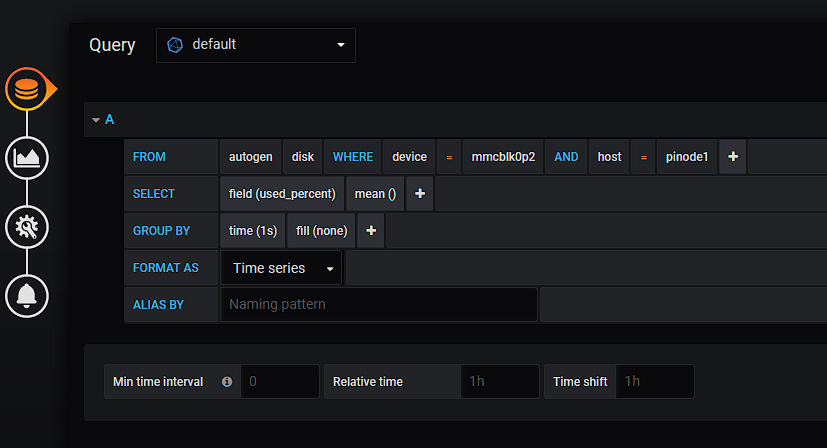 Query default
A
FROM autogen disk WHERE device = mmcblk0p2 AND host = pinode1 +
SELECT field (used_percent) mean () +
GROUP BY time (1s) fill (none) +
FORMAT AS Time series
ALIAS BY Naming pattern
Min time interval 0 Relative time 1h Time shift 1h